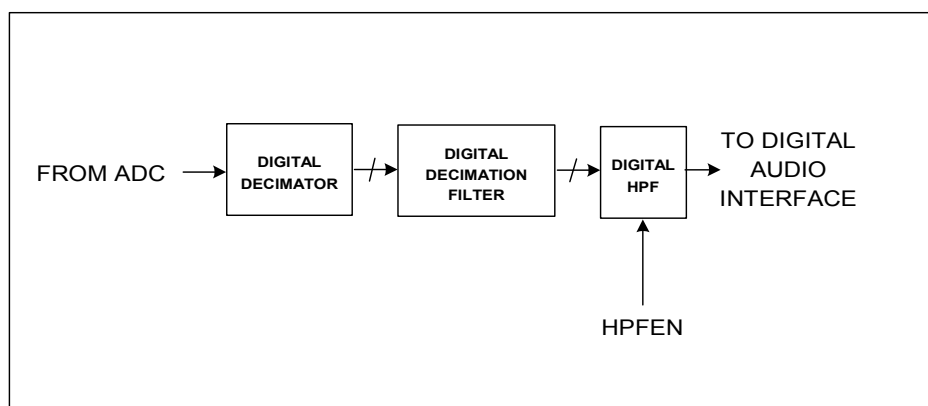 FROM ADC
DIGITAL
DECIMATOR
DIGITAL
DECIMATION
FILTER
DIGITAL
HPF
TO DIGITAL
AUDIO
INTERFACE
HPFEN